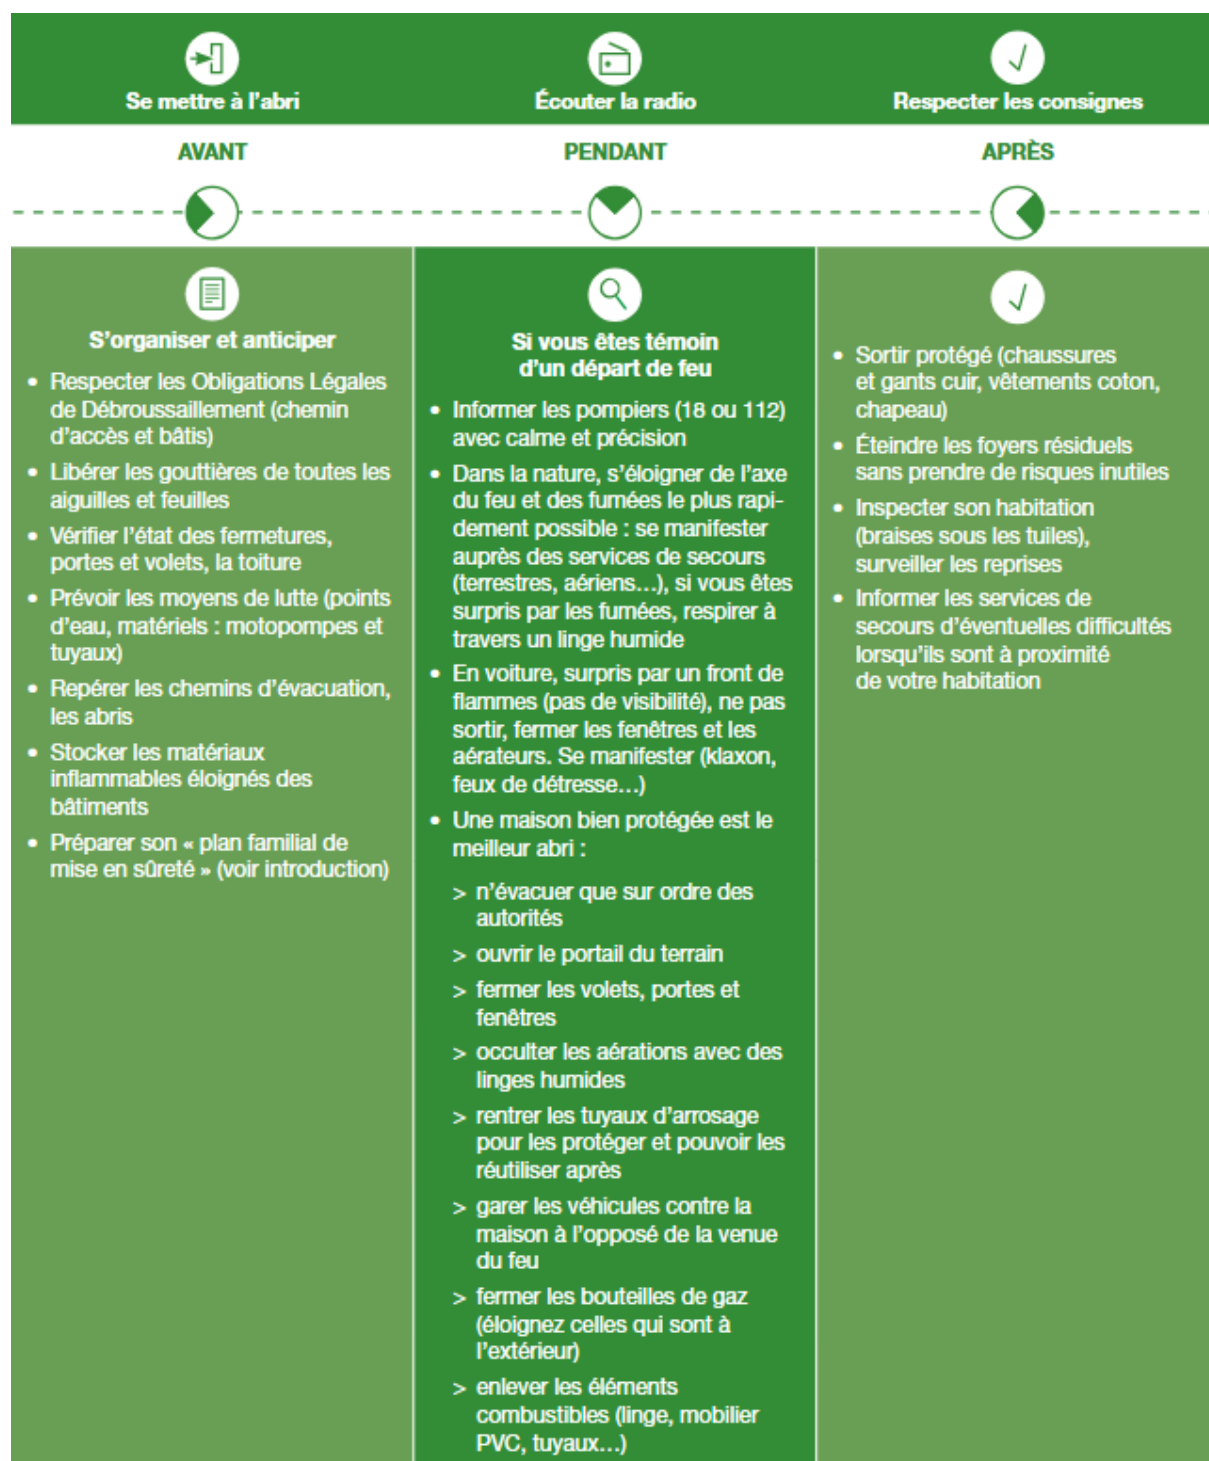 Se mettre à l’abri
Écouter la radio
Respecter les consignes
AVANT
PENDANT
APRÈS
S’organiser et anticiper
• Respecter les Obligations Légales
de Débroussaillement (chemin
d’accès et bâtis)
• Libérer les gouttières de toutes les
aiguilles et feuilles
• Vérifier l’état des fermetures,
portes et volets, la toiture
• Prévoir les moyens de lutte (points
d’eau, matériels : motopompes et
tuyaux)
• Repérer les chemins d’évacuation,
les abris
• Stocker les matériaux
inflammables éloignés des
bâtiments
• Préparer son « plan familial de
mise en sûreté » (voir introduction)
Si vous êtes témoin
d’un départ de feu
• Informer les pompiers (18 ou 112)
avec calme et précision
• Dans la nature, s’éloigner de l’axe
du feu et des fumées le plus rapi-
dement possible : se manifester
auprès des services de secours
(terrestres, aériens…), si vous êtes
surpris par les fumées, respirer à
travers un linge humide
• En voiture, surpris par un front de
flammes (pas de visibilité), ne pas
sortir, fermer les fenêtres et les
aérateurs. Se manifester (klaxon,
feux de détresse…)
• Une maison bien protégée est le
meilleur abri :
> n’évacuer que sur ordre des
autorités
> ouvrir le portail du terrain
> fermer les volets, portes et
fenêtres
> occulter les aérations avec des
linges humides
> rentrer les tuyaux d’arrosage
pour les protéger et pouvoir les
réutiliser après
> garer les véhicules contre la
maison à l’opposé de la venue
du feu
> fermer les bouteilles de gaz
(éloignez celles qui sont à
l’extérieur)
> enlever les éléments
combustibles (linge, mobilier
PVC, tuyaux…)
• Sortir protégé (chaussures
et gants cuir, vêtements coton,
chapeau)
• Éteindre les foyers résiduels
sans prendre de risques inutiles
• Inspecter son habitation
(braises sous les tuiles),
surveiller les reprises
• Informer les services de
secours d’éventuelles difficultés
lorsqu’ils sont à proximité
de votre habitation